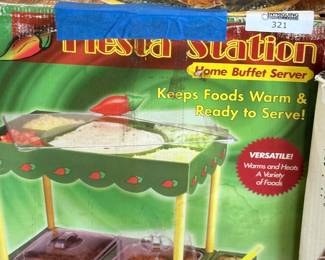 321
Fiesta Station
Home Buffet Server
Keeps Foods Warm &
Ready to Serve!
VERSATILE!
Warms and Heats
A Variety
of Foods